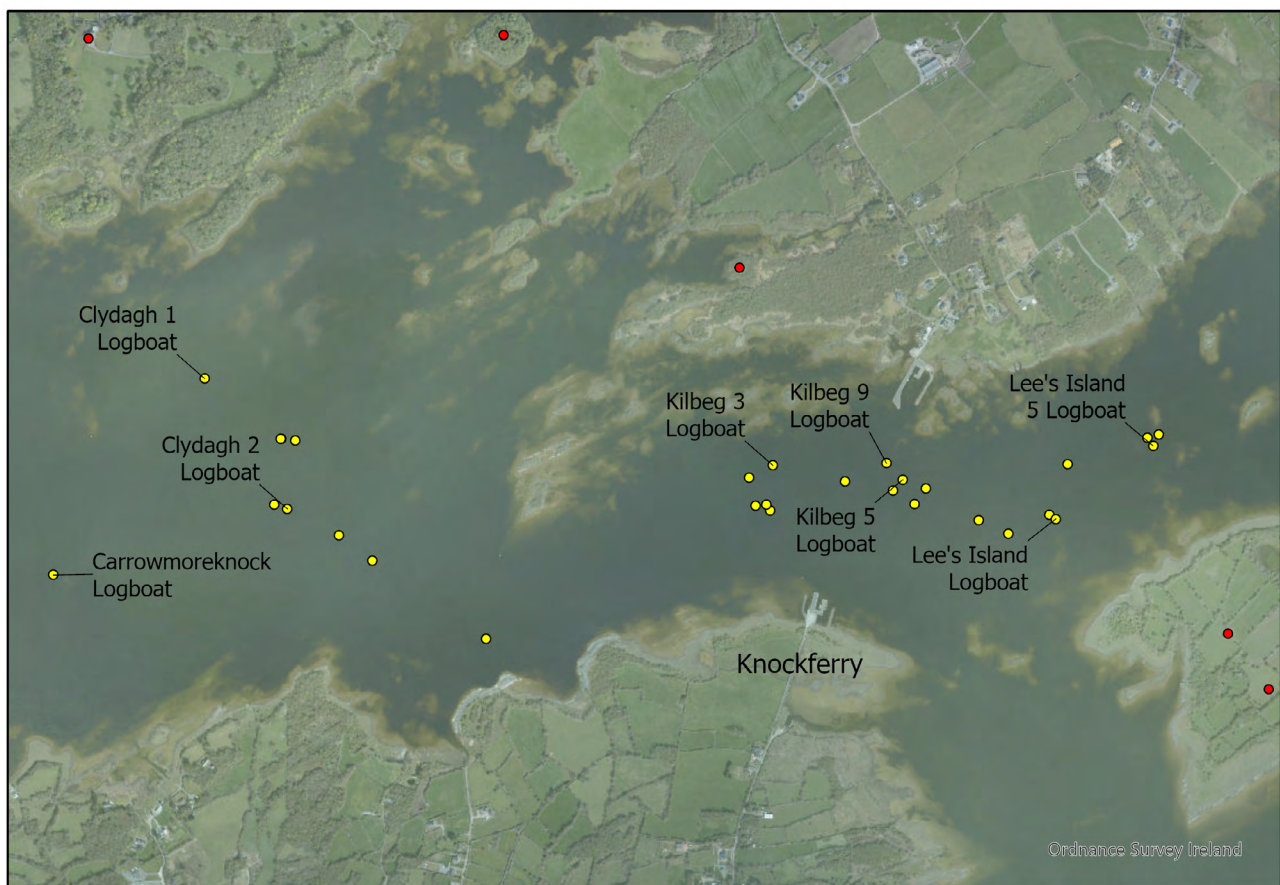 Clydagh 1
Logboat
Kilbeg 3
Logboat
Kilbeg 9
Logboat
Lee's Island
5 Logboat
Clydagh 2
Logboat
Kilbeg 5
Logboat
Lee's Island
Logboat
Carrowmoreknock
Logboat
Knockferry
Ordnance Survey Ireland